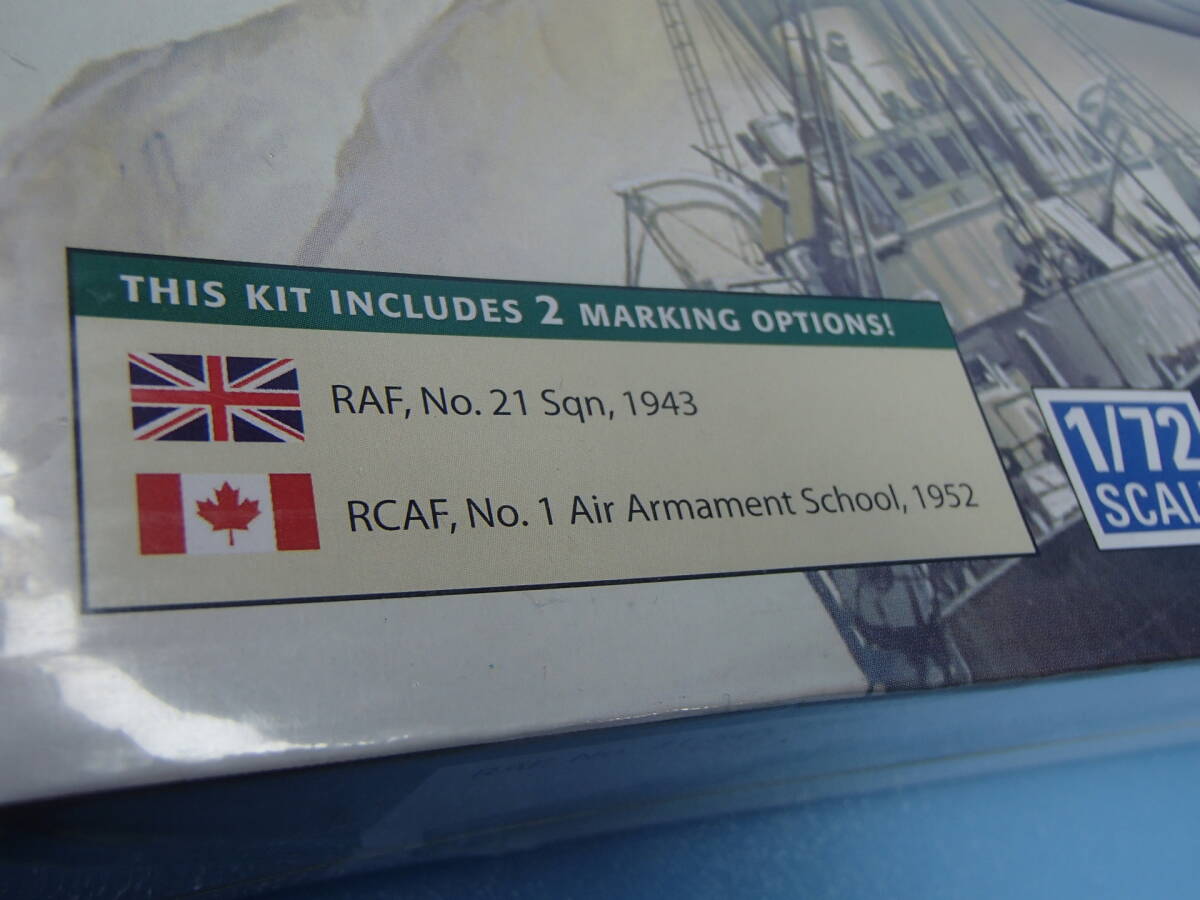 THIS KIT INCLUDES 2 MARKING OPTIONS!
RAF, No. 21 Sqn, 1943
RCAF, No. 1 Air Armament School, 1952
1/72